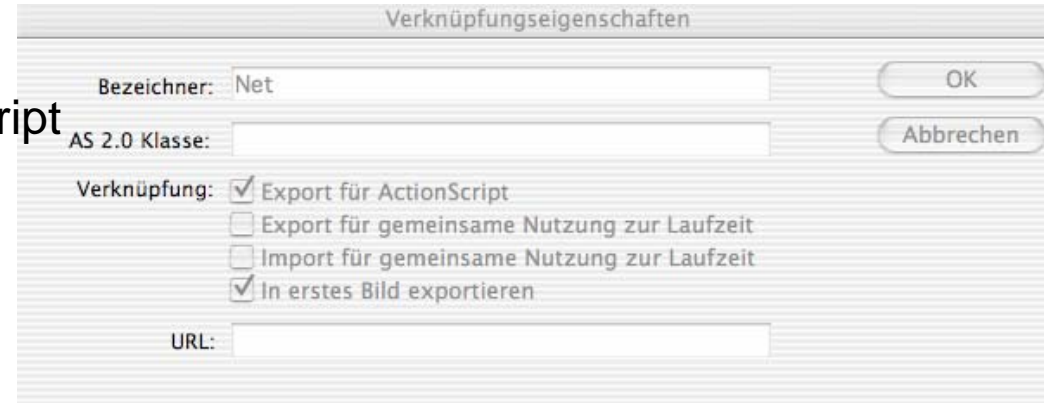 Verknüpfungseigenschaften
Bezeichner: Net
OK
ript
AS 2.0 Klasse:
Abbrechen
Verknüpfung: Export für ActionScript
Export für gemeinsame Nutzung zur Laufzeit
Import für gemeinsame Nutzung zur Laufzeit
In erstes Bild exportieren
URL: